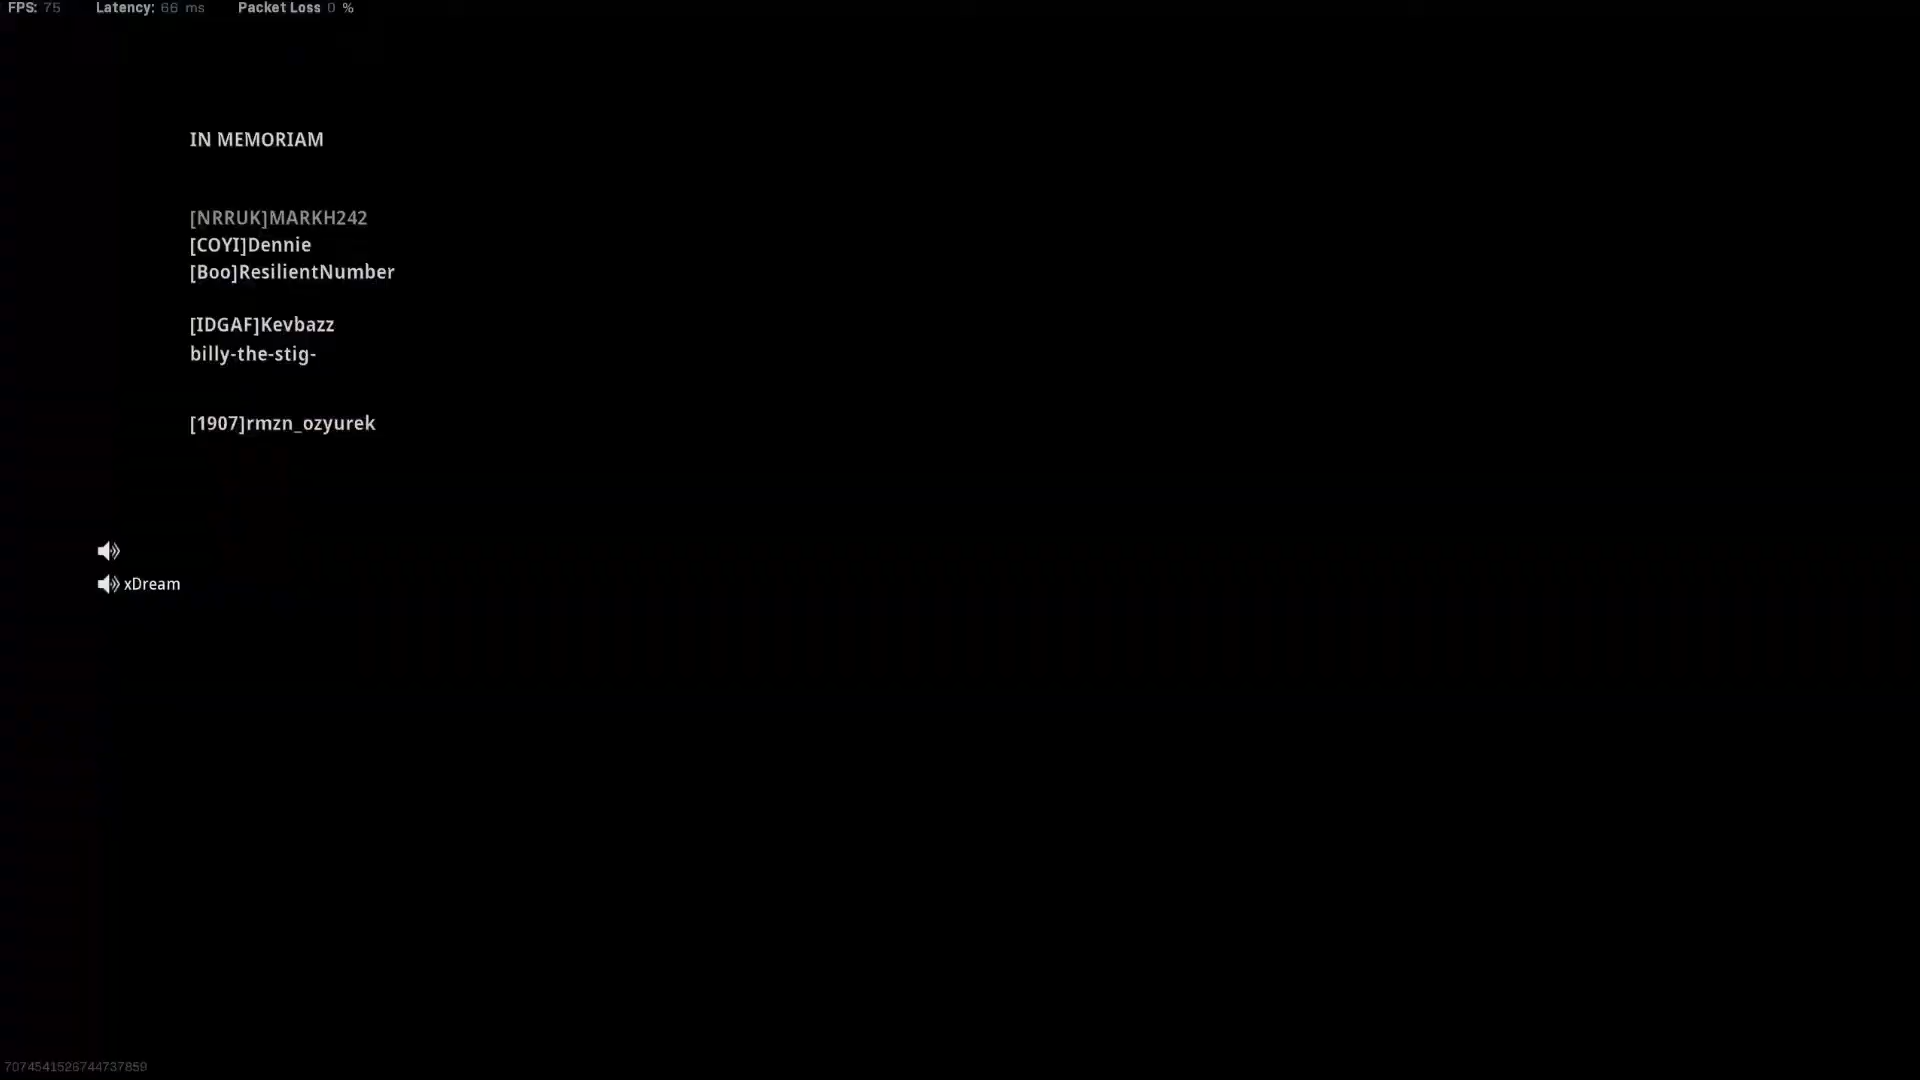 FPS: 75 Latency: 66 ms Packet Loss 0 %
IN MEMORIAM
[NRRUK]MARKH242
[COYI]Dennie
[Boo]ResilientNumber
[IDGAF]Kevbazz
billy-the-stig-
[1907]rmzn_ozyurek
xDream
7074541526744737859